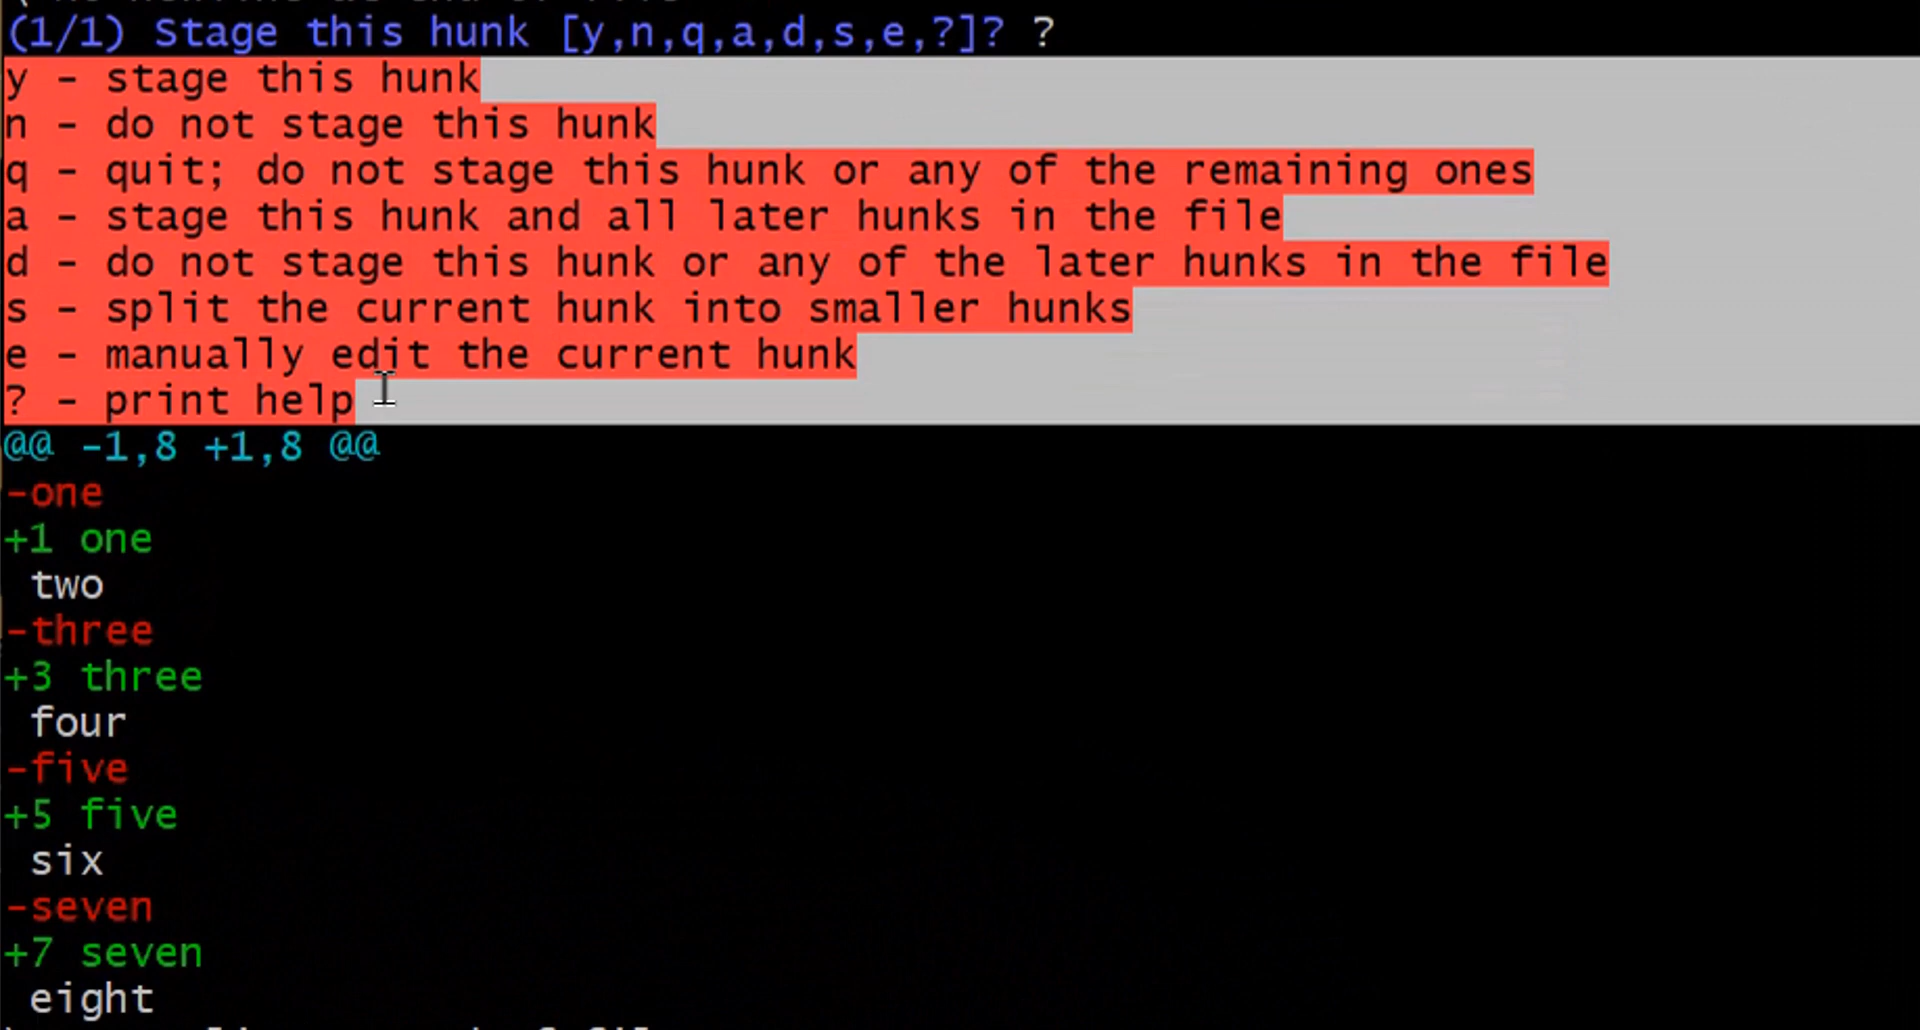 (1/1) Stage this hunk [y,n,q,a,d,s,e,?]? ?
y - stage this hunk
n - do not stage this hunk
q - quit; do not stage this hunk or any of the remaining ones
a - stage this hunk and all later hunks in the file
d - do not stage this hunk or any of the later hunks in the file
s - split the current hunk into smaller hunks
e - manually edit the current hunk
? - print help
@@ -1,8 +1,8 @@
-one
+1 one
 two
-three
+3 three
 four
-five
+5 five
 six
-seven
+7 seven
 eight